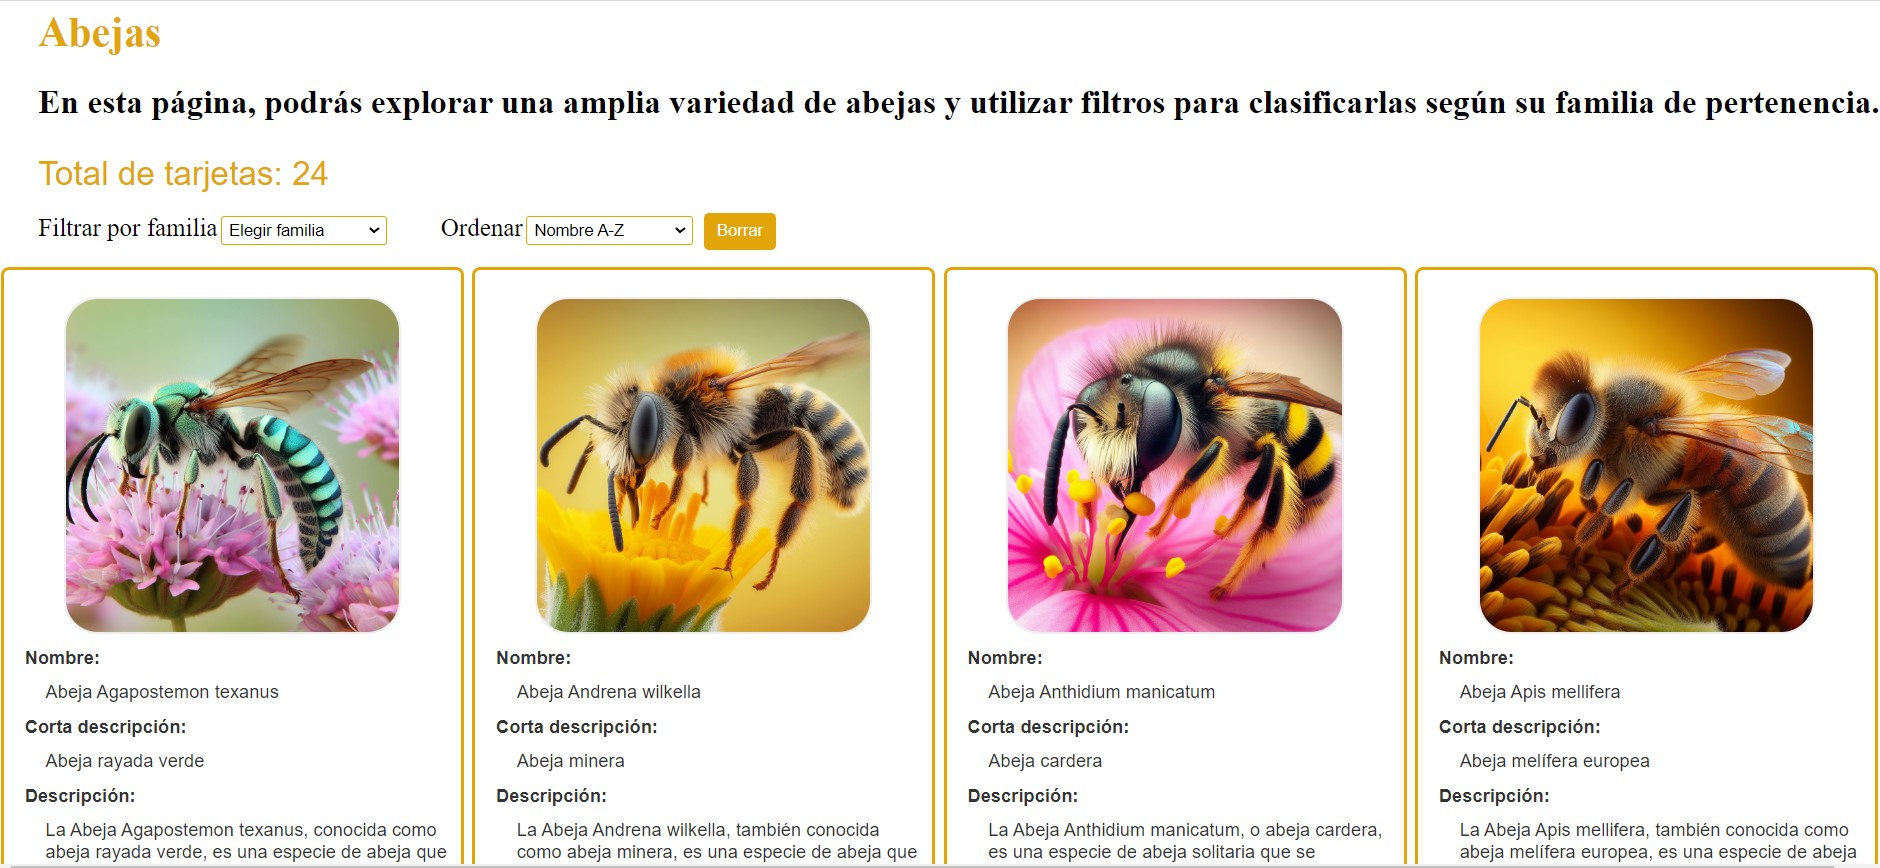 Abejas
En esta página, podrás explorar una amplia variedad de abejas y utilizar filtros para clasificarlas según su familia de pertenencia.
Total de tarjetas: 24
Filtrar por familia Elegir familia Ordenar Nombre A-Z Borrar
Nombre:
Abeja Agapostemon texanus
Corta descripción:
Abeja rayada verde
Descripción:
La Abeja Agapostemon texanus, conocida como
abeja rayada verde, es una especie de abeja que
Nombre:
Abeja Andrena wilkella
Corta descripción:
Abeja minera
Descripción:
La Abeja Andrena wilkella, también conocida
como abeja minera, es una especie de abeja que
Nombre:
Abeja Anthidium manicatum
Corta descripción:
Abeja cardera
Descripción:
La Abeja Anthidium manicatum, o abeja cardera,
es una especie de abeja solitaria que se
Nombre:
Abeja Apis mellifera
Corta descripción:
Abeja melífera europea
Descripción:
La Abeja Apis mellifera, también conocida como
abeja melífera europea, es una especie de abeja